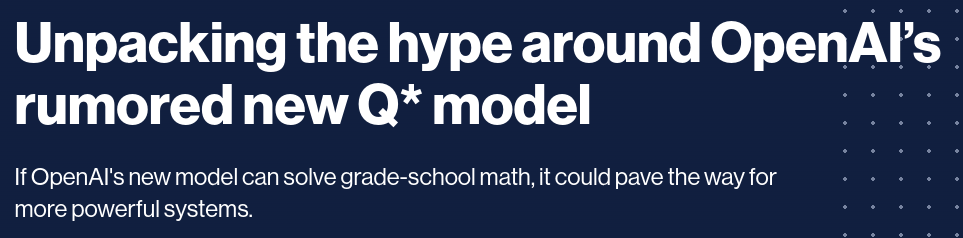 Unpacking the hype around OpenAI’s
rumored new Q* model
If OpenAI's new model can solve grade-school math, it could pave the way for
more powerful systems.